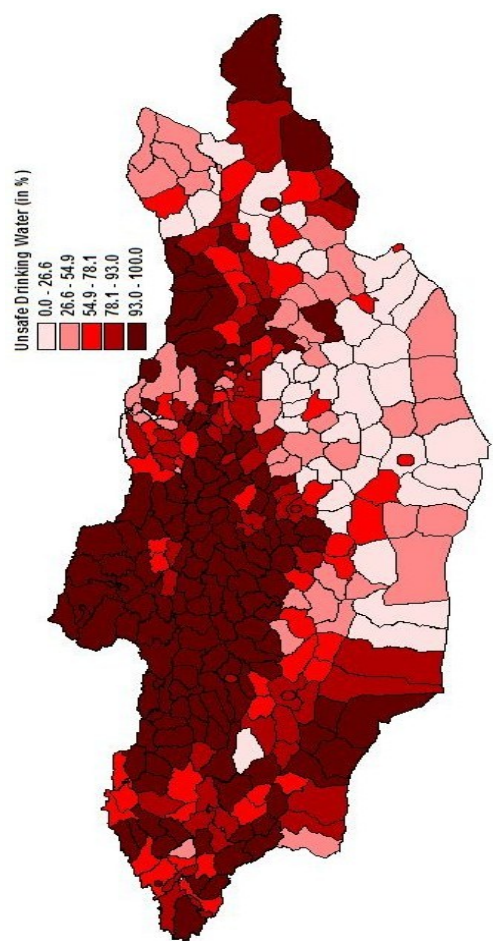 Unsafe Drinking Water (in %)
0.0 - 26.6
26.6 - 54.9
54.9 - 78.1
78.1 - 93.0
93.0 - 100.0